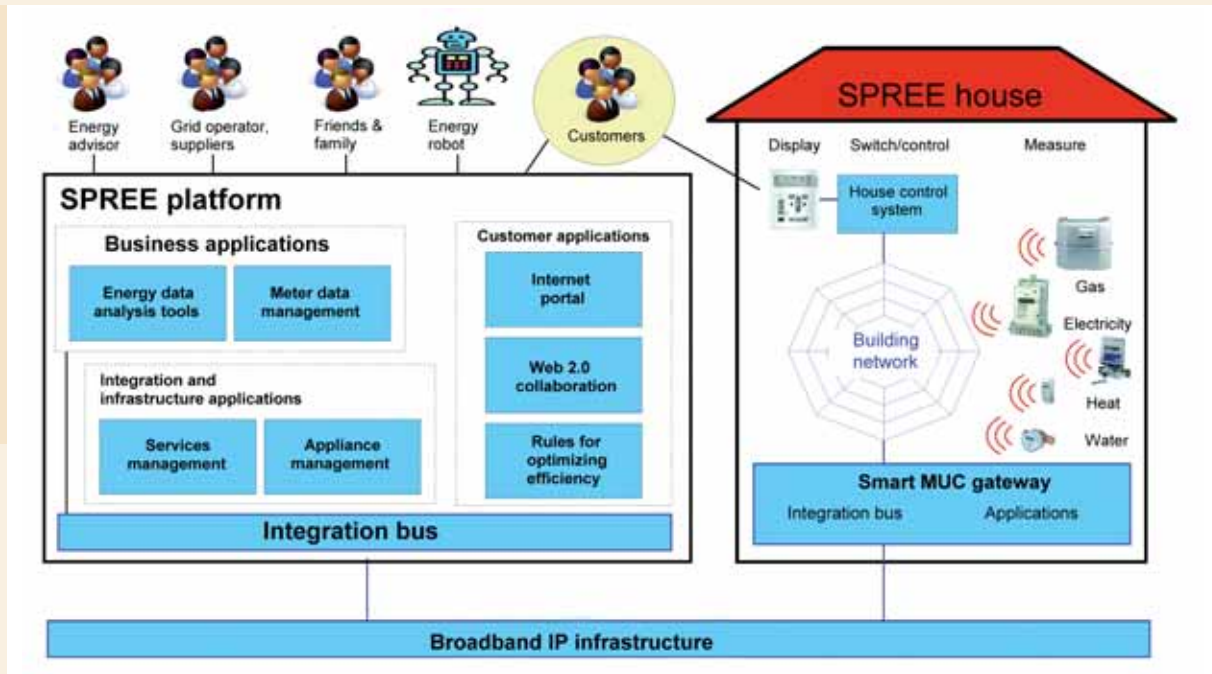 Energy
advisor
Grid operator,
suppliers
Friends &
family
Energy
robot
Customers
SPREE platform
Business applications
Energy data
analysis tools
Meter data
management
Integration and
infrastructure applications
Services
management
Appliance
management
Customer applications
Internet
portal
Web 2.0
collaboration
Rules for
optimizing
efficiency
Integration bus
SPREE house
Display
Switch/control
Measure
House control
system
Building
network
Gas
Electricity
Heat
Water
Smart MUC gateway
Integration bus
Applications
Broadband IP infrastructure